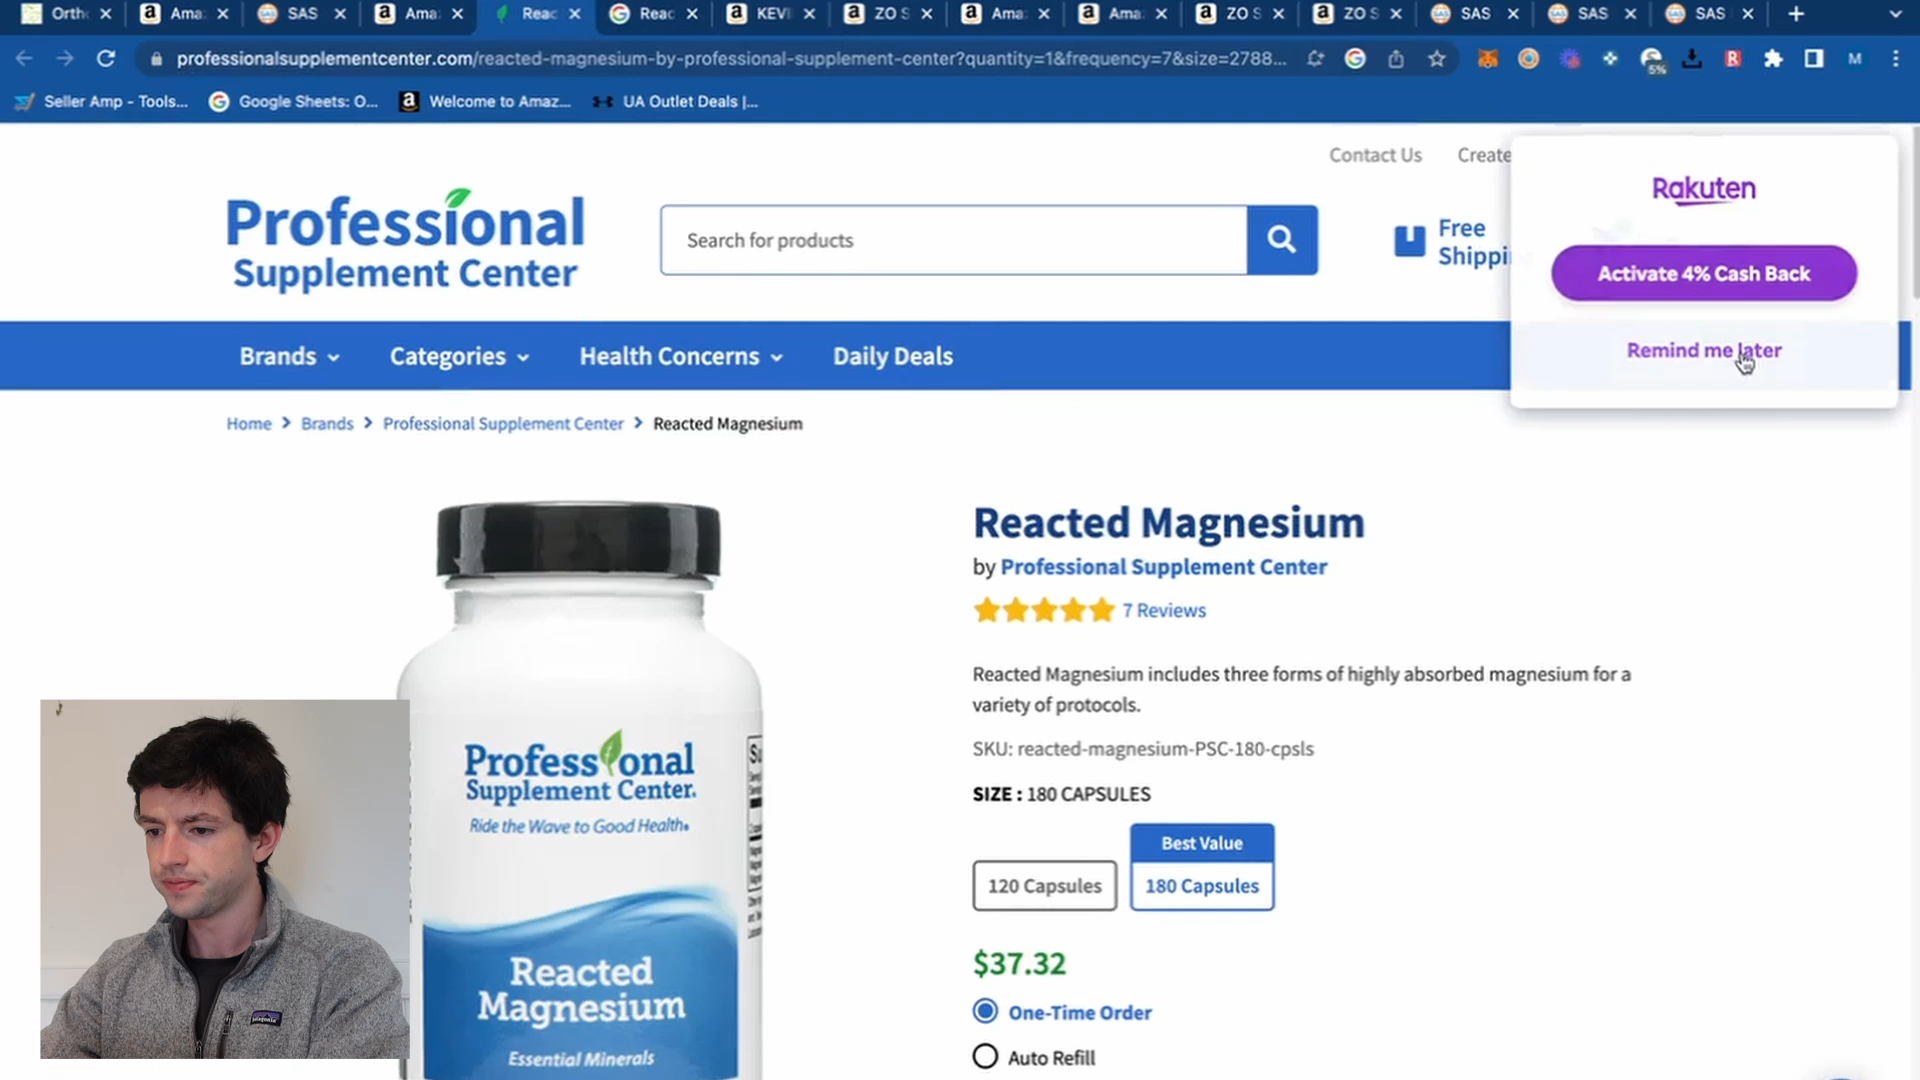 Orth
Ama
SAS
Ama
Reac
Reac
KEVI
ZO S
Ama
Ama
ZO S
ZO S
SAS
SAS
SAS
professionalsupplementcenter.com/reacted-magnesium-by-professional-supplement-center?quantity=1&frequency=7&size=2788...
5%
M
Seller Amp - Tools...
Google Sheets: O...
Welcome to Amaz...
UA Outlet Deals |...
Contact Us
Create
Professional
Supplement Center
Search for products
Free
Shippi
Rakuten
Activate 4% Cash Back
Remind me later
Brands
Categories
Health Concerns
Daily Deals
Home > Brands > Professional Supplement Center > Reacted Magnesium
Reacted Magnesium
by Professional Supplement Center
7 Reviews
Reacted Magnesium includes three forms of highly absorbed magnesium for a
variety of protocols.
SKU: reacted-magnesium-PSC-180-cpsls
SIZE : 180 CAPSULES
Best Value
120 Capsules
180 Capsules
$37.32
One-Time Order
Auto Refill
Professional
Supplement Center.
Ride the Wave to Good Health®
Reacted
Magnesium
Essential Minerals
patagonia